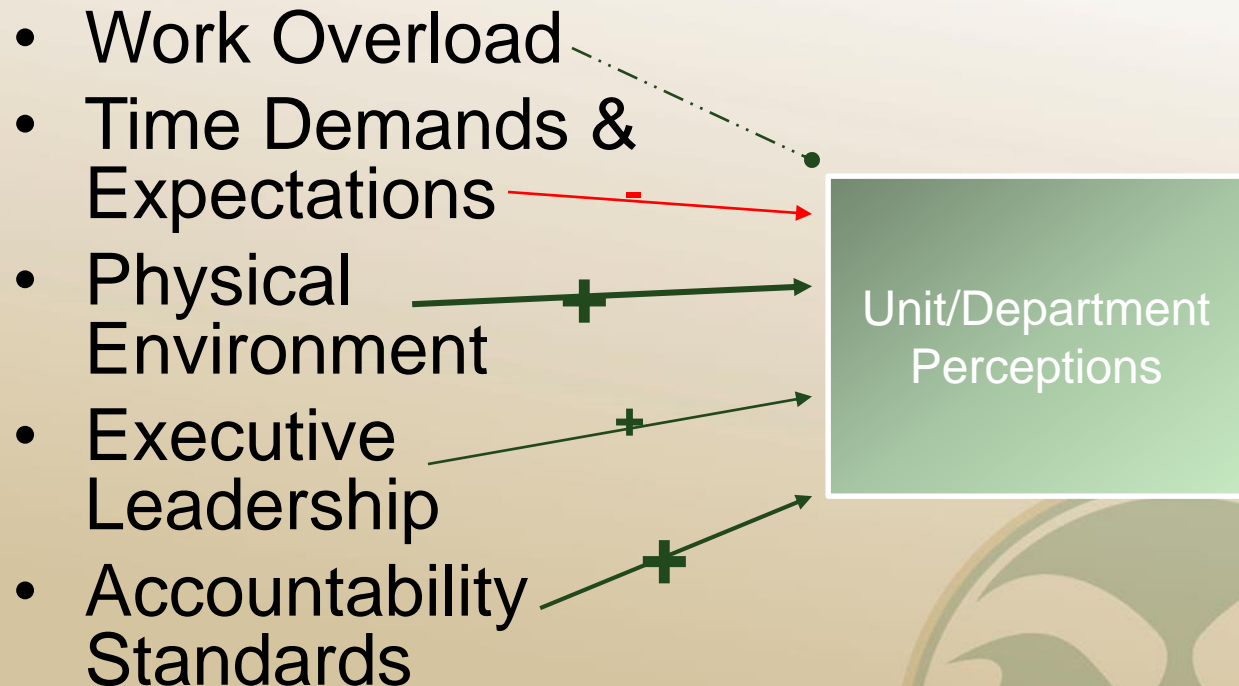 • Work Overload
• Time Demands &
Expectations
-
• Physical
Environment
+
• Executive
Leadership
+
• Accountability
Standards
+
Unit/Department
Perceptions